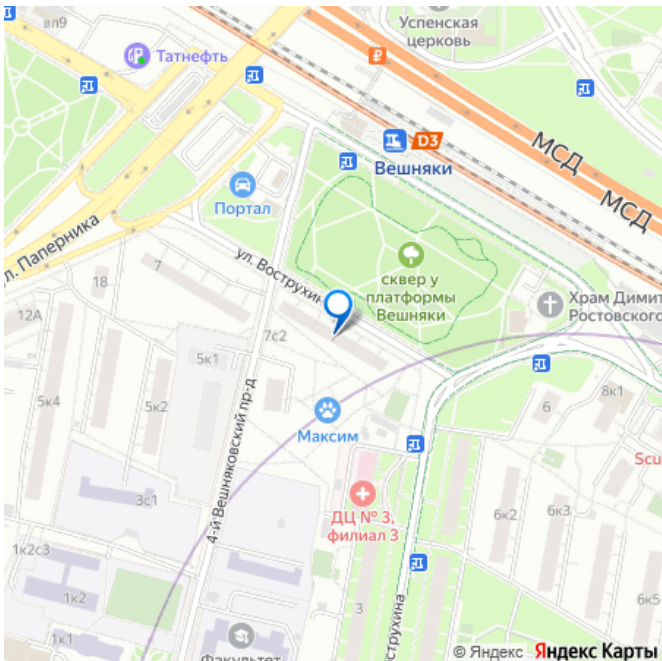 вл9
Успенская
церковь
Татнефть
МСД
D3
Вешняки
МСД
Портал
л. Паперника
ул. Вострухин
сквер у
платформы
Вешняки
Храм Димит
Ростовского
7
18
12А
7с2
5к1
5к4
5к2
4-й Вешняковский пр-д
Максим
6
8к1
Scu
ДЦ № 3,
филиал 3
3с1
6к2
6к3
1к2с3
1к2
3
6к5
струхина
1к1
Факультет
© Яндекс Яндекс Карты